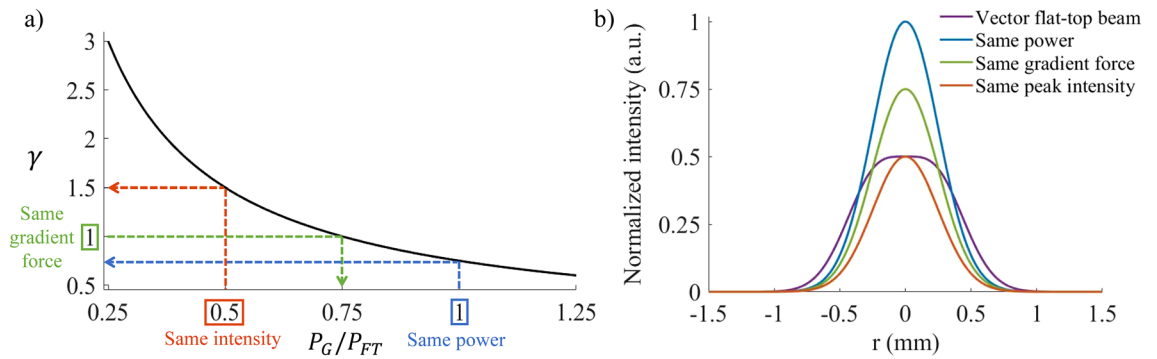 a)
3
2.5
2
1.5
1
0.5
γ
Same
gradient
force
0.25
0.5
0.75
1
1.25
Same intensity
P_G/P_FT
Same power
b)
Normalized intensity (a.u.)
1
0.75
0.5
0.25
0
-1.5
-1
-0.5
0
0.5
1
1.5
r (mm)
Vector flat-top beam
Same power
Same gradient force
Same peak intensity